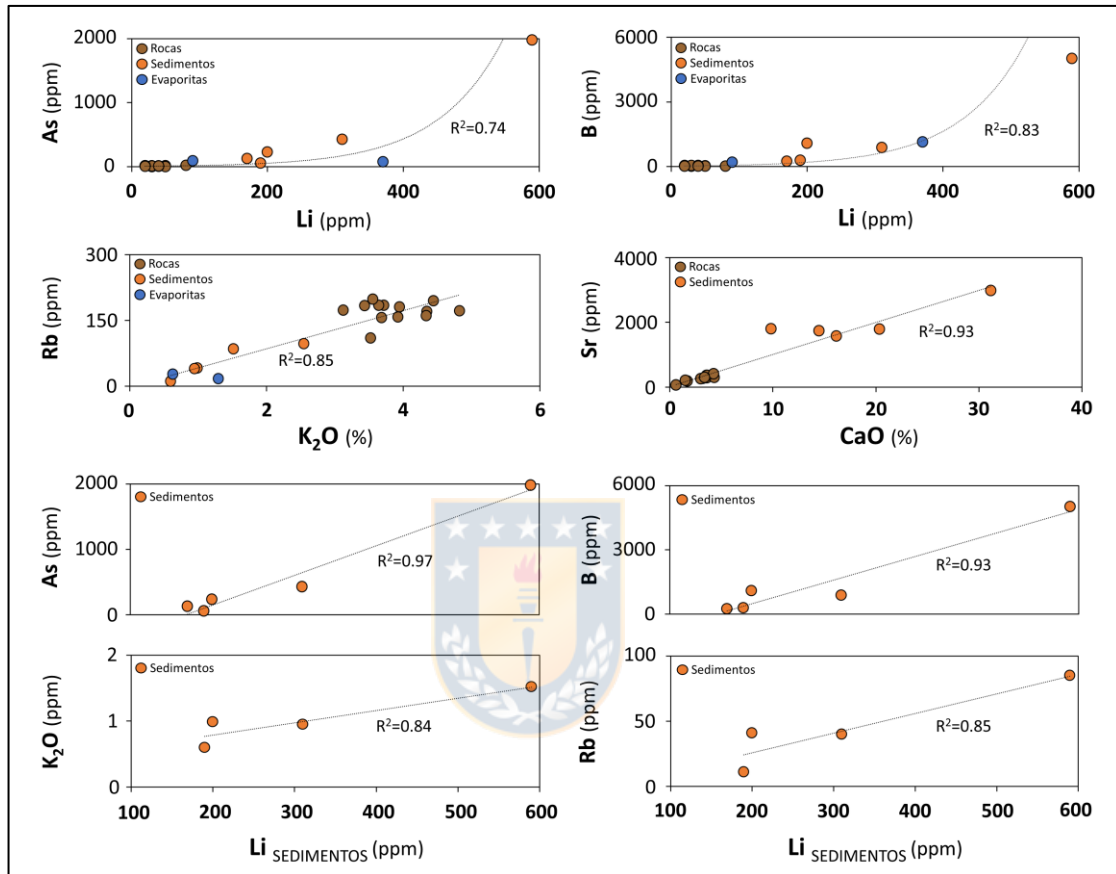 2000
1000
0
As (ppm)
Rocas
Sedimentos
Evaporitas
R²=0.74
0
200
400
600
Li (ppm)
6000
3000
0
B (ppm)
Rocas
Sedimentos
Evaporitas
R²=0.83
0
200
400
600
Li (ppm)
300
150
0
Rb (ppm)
Rocas
Sedimentos
Evaporitas
R²=0.85
0
2
4
6
K₂O (%)
4000
2000
0
Sr (ppm)
Rocas
Sedimentos
R²=0.93
0
10
20
30
40
CaO (%)
2000
1000
0
As (ppm)
Sedimentos
R²=0.97
6000
3000
0
B (ppm)
Sedimentos
R²=0.93
2
1
0
K₂O (ppm)
Sedimentos
R²=0.84
100
200
300
400
500
600
Li SEDIMENTOS (ppm)
100
50
0
Rb (ppm)
Sedimentos
R²=0.85
100
200
300
400
500
600
Li SEDIMENTOS (ppm)